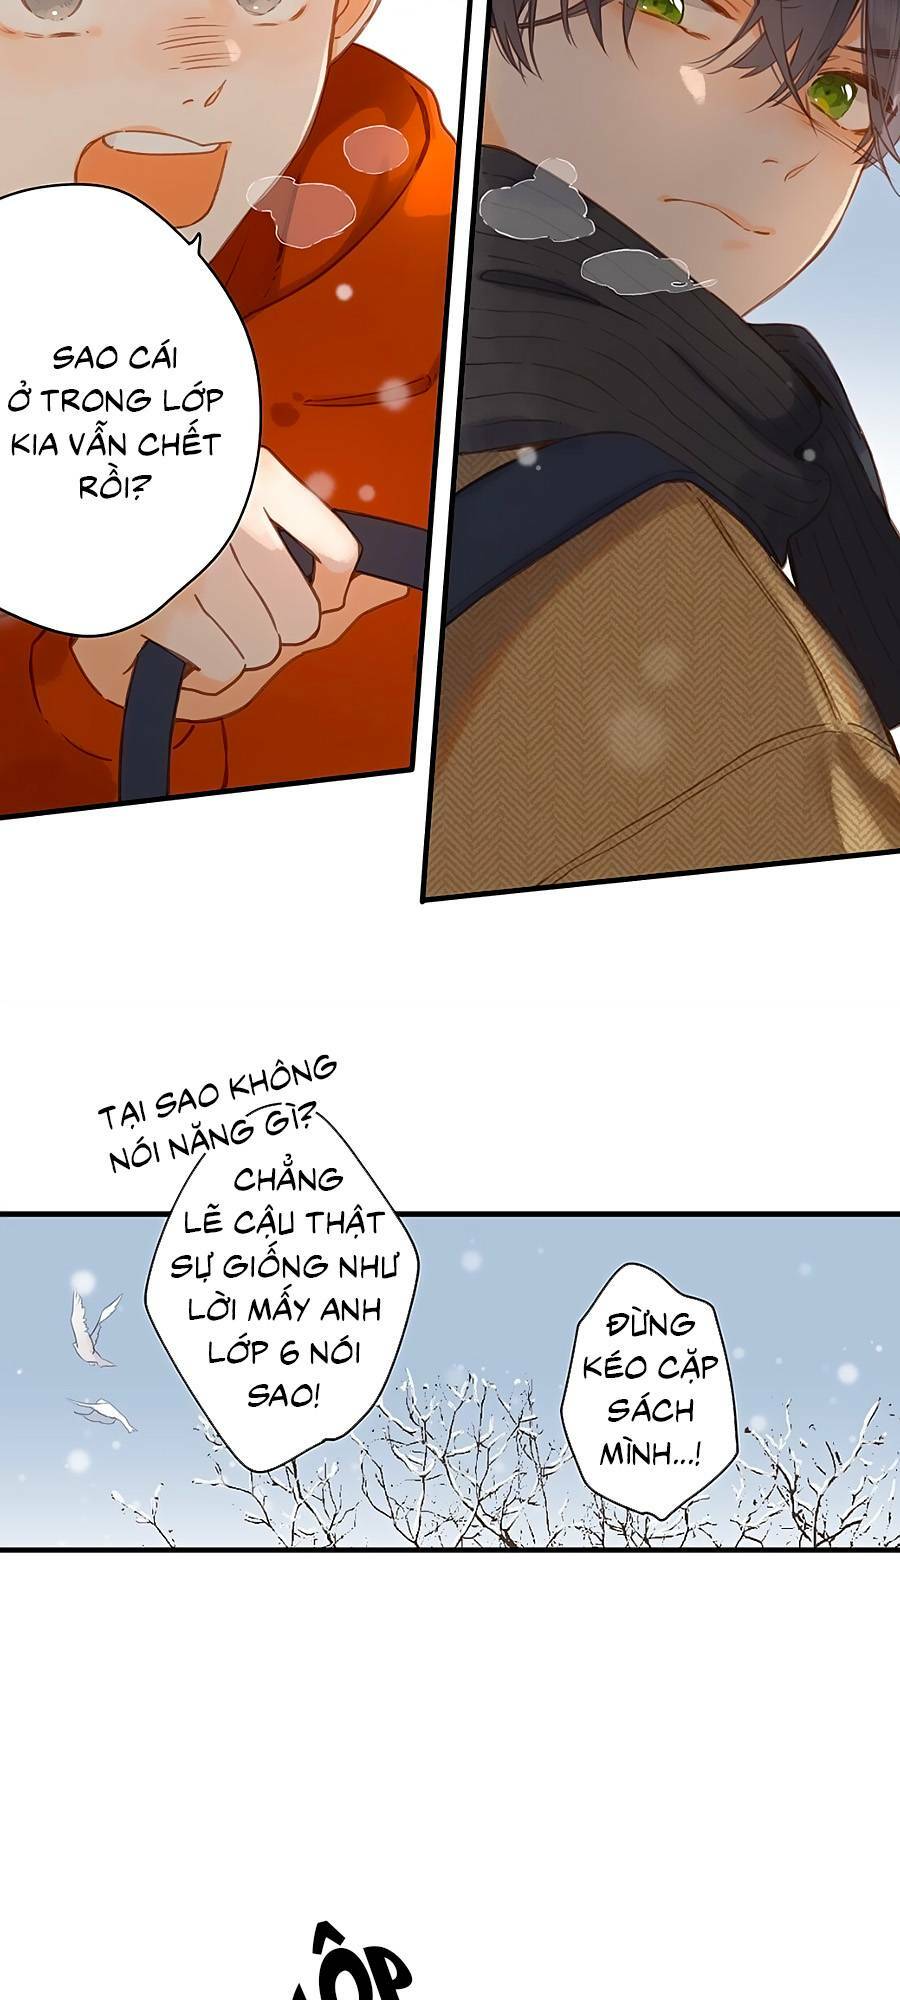 SAO CÁI
Ở TRONG LỚP
KIA VẪN CHẾT
RỒI?
TẠI SAO KHÔNG
NÓI NĂNG GÌ?
CHẲNG
LẼ CẬU THẬT
SỰ GIỐNG NHƯ
LỜI MẤY ANH
LỚP 6 NÓI
SAO!
ĐỪNG
KÉO CẶP
SÁCH
MÌNH...!